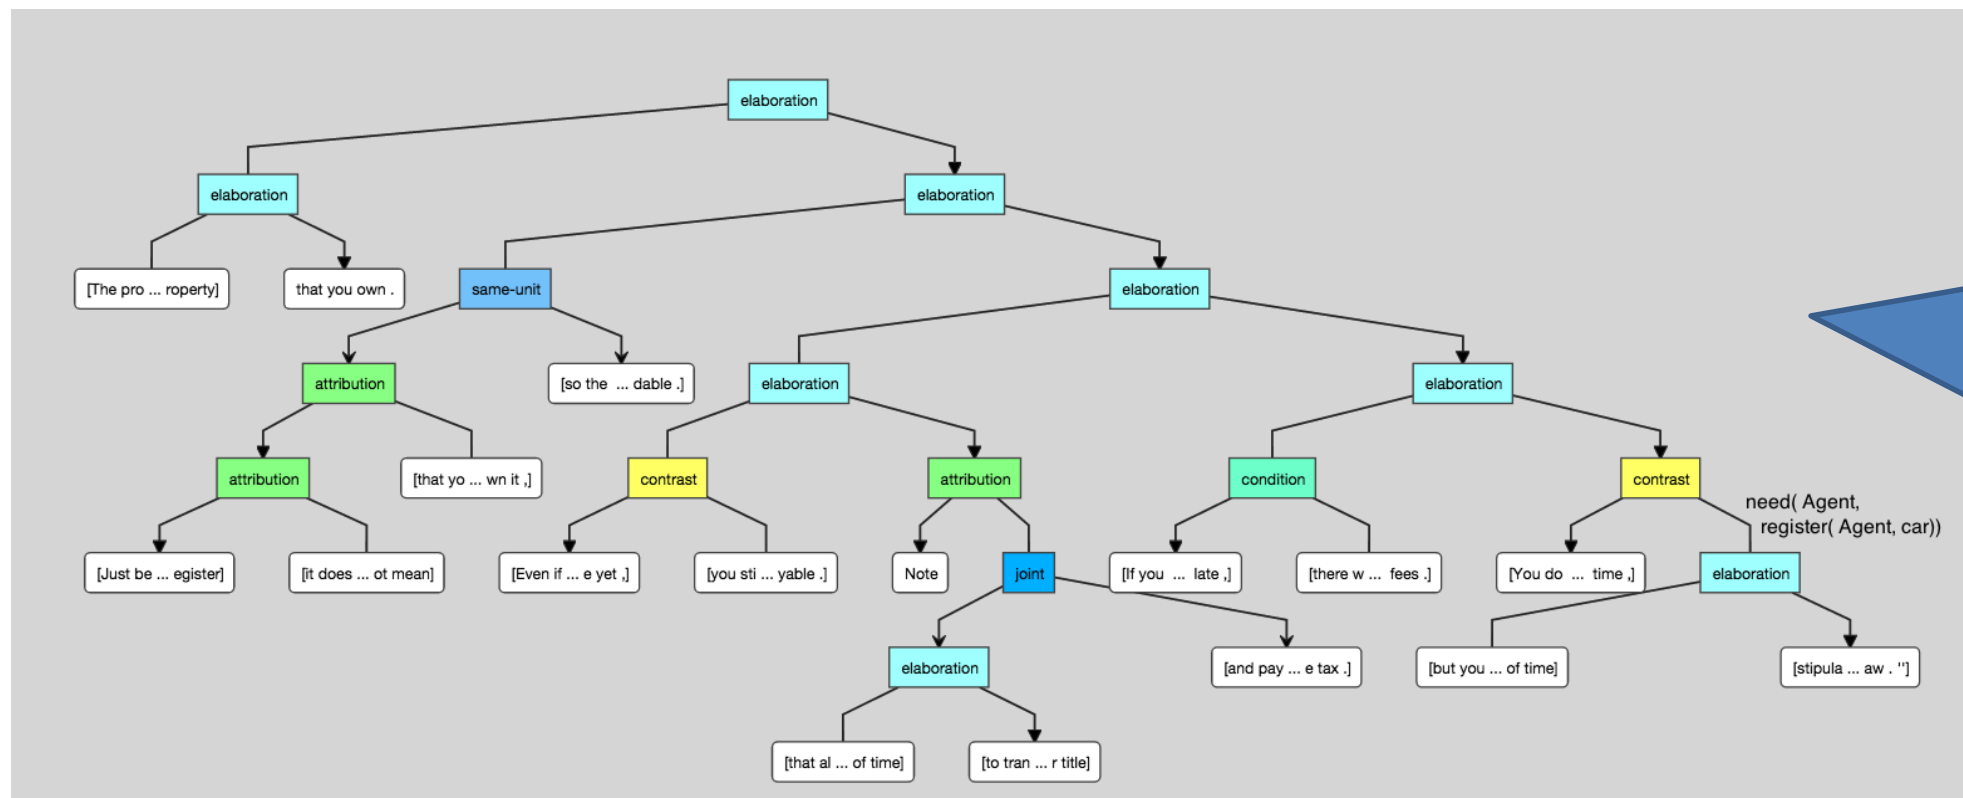 elaboration
elaboration
elaboration
[The pro ... roperty]
that you own .
same-unit
elaboration
attribution
[so the  ... dable .]
elaboration
elaboration
attribution
[that yo ... wn it ,]
contrast
attribution
condition
contrast
need( Agent,
register( Agent, car))
[Just be ... egister]
[it does ... ot mean]
[Even if ... e yet ,]
[you sti ... yable .]
Note
joint
[If you  ... late ,]
[there w ... fees .]
[You do  ... time ,]
elaboration
elaboration
[and pay ... e tax .]
[but you ... of time]
[stipula ... aw . '']
[that al ... of time]
[to tran ... r title]